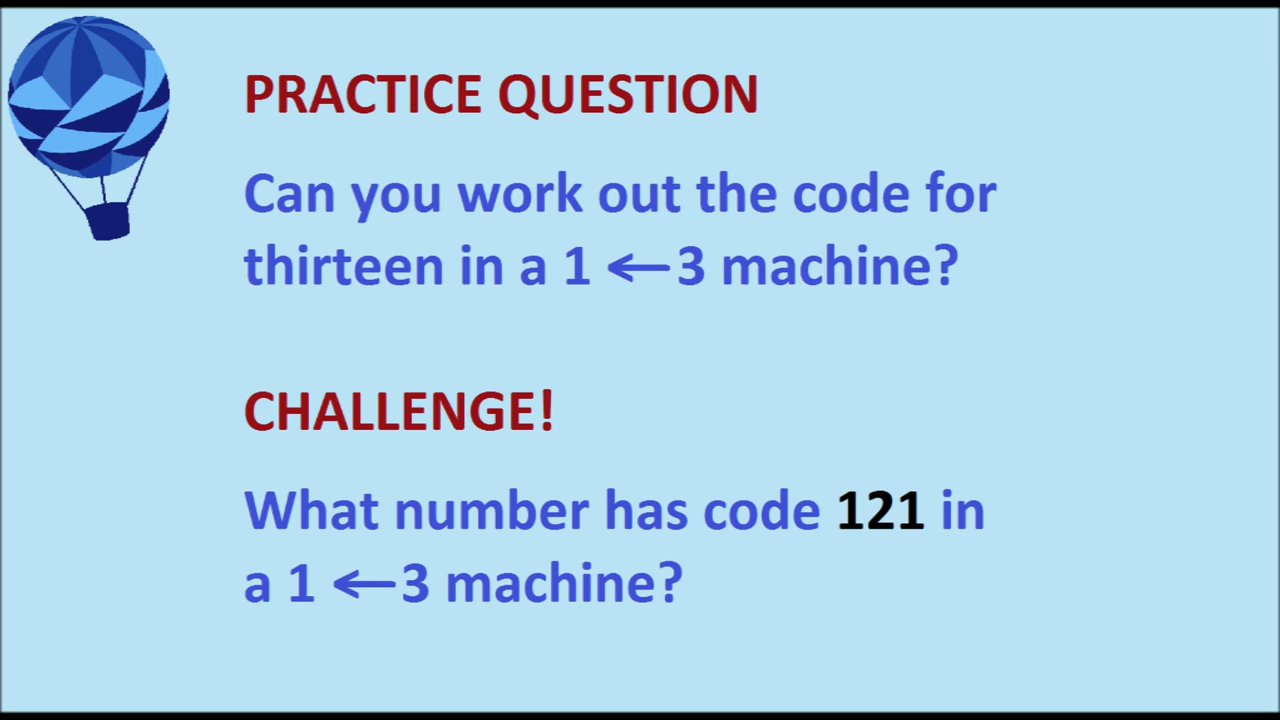 PRACTICE QUESTION
Can you work out the code for
thirteen in a 1 ←3 machine?
CHALLENGE!
What number has code 121 in
a 1 ←3 machine?